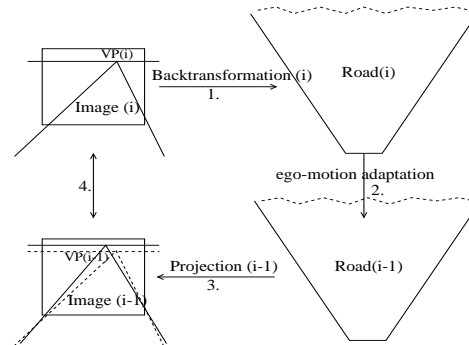 VP(i)
Backtransformation (i)
1.
Image (i)
Road(i)
ego-motion adaptation
2.
4.
VP(i-1)
Projection (i-1)
3.
Image (i-1)
Road(i-1)